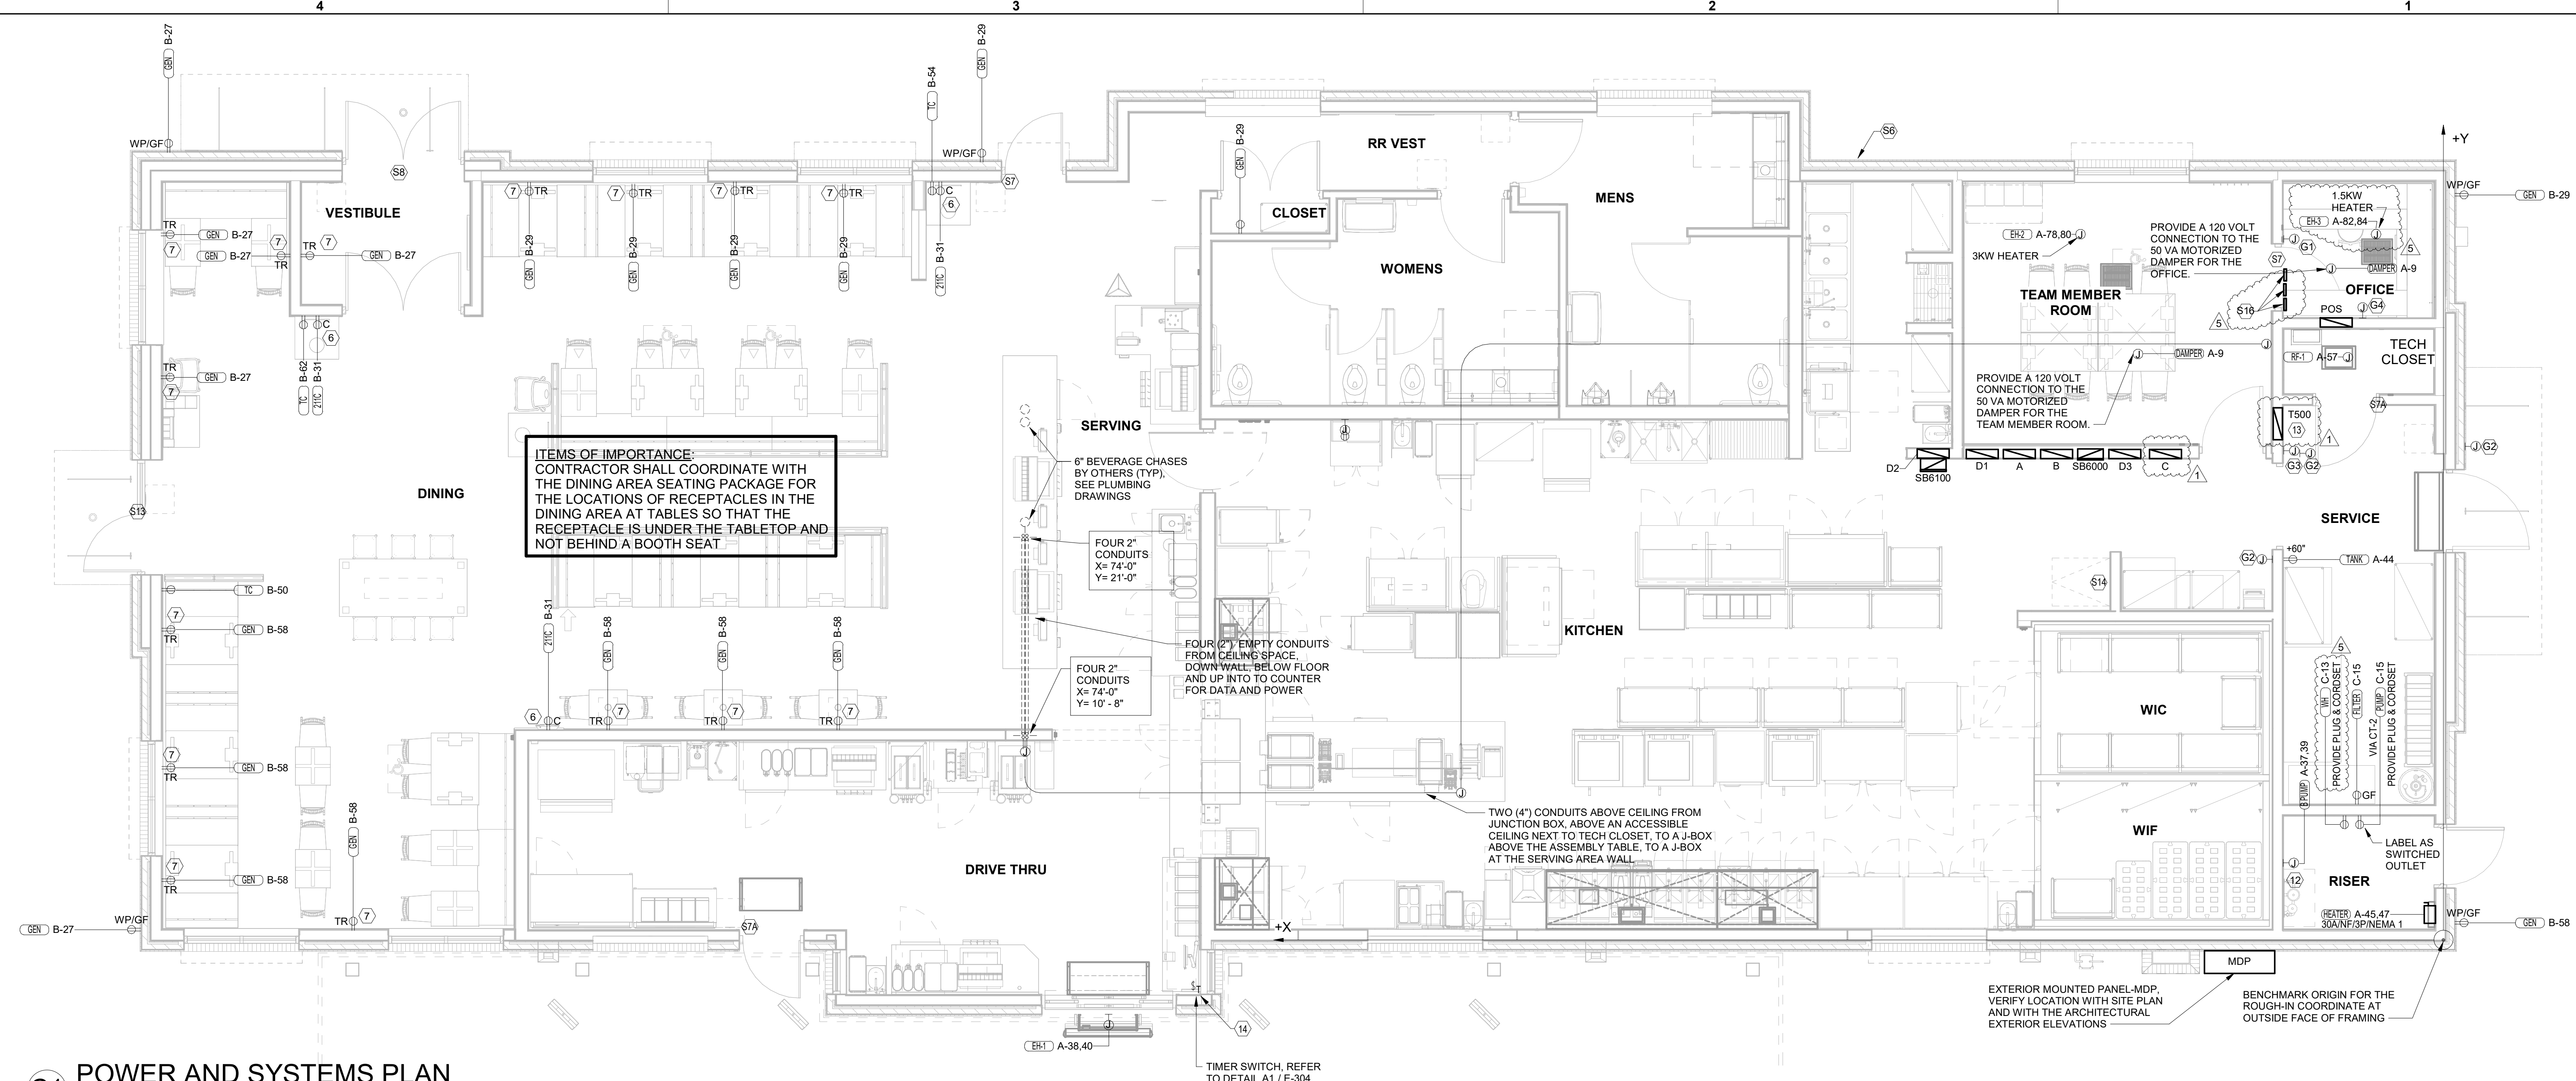 4
3
2
1
B-27
GEN
B-29
GEN
B-54
TC
WP/GF
WP/GF
S8
S7
S6
+Y
B-29
GEN
RR VEST
MENS
CLOSET
WOMENS
VESTIBULE
7
TR
7
TR
7
TR
7
TR
C
6
B-29
GEN
B-29
GEN
B-29
GEN
B-29
GEN
B-31
211C
TR
7
GEN
B-27
GEN
B-27
7
TR
TR
7
GEN
B-27
C
6
B-62
TC
B-31
211C
TR
7
GEN
B-27
1.5KW
HEATER
EH-3
A-82,84
J
5
WP/GF
GEN
B-29
EH-2
A-78,80
J
3KW HEATER
PROVIDE A 120 VOLT
CONNECTION TO THE
50 VA MOTORIZED
DAMPER FOR THE
OFFICE.
J
G1
S7
J
DAMPER
A-9
OFFICE
TEAM MEMBER
ROOM
S16
5
POS
J
G4
TECH
CLOSET
RF-1
A-57
J
J
J
DAMPER
A-9
PROVIDE A 120 VOLT
CONNECTION TO THE
50 VA MOTORIZED
DAMPER FOR THE
TEAM MEMBER ROOM.
S7A
T500
13
1
J
J
G3
G2
J
G2
D2
SB6100
D1
A
B
SB6000
D3
C
1
SERVING
J
6" BEVERAGE CHASES
BY OTHERS (TYP),
SEE PLUMBING
DRAWINGS
ITEMS OF IMPORTANCE:
CONTRACTOR SHALL COORDINATE WITH
THE DINING AREA SEATING PACKAGE FOR
THE LOCATIONS OF RECEPTACLES IN THE
DINING AREA AT TABLES SO THAT THE
RECEPTACLE IS UNDER THE TABLETOP AND
NOT BEHIND A BOOTH SEAT
DINING
S13
FOUR 2"
CONDUITS
X= 74'-0"
Y= 21'-0"
SERVICE
+60"
G2
J
TANK
A-44
S14
TC
B-50
7
TR
GEN
B-58
B-31
211C
B-58
GEN
B-58
GEN
B-58
GEN
6
C
TR
7
TR
7
TR
7
KITCHEN
FOUR (2"), EMPTY CONDUITS
FROM CEILING SPACE,
DOWN WALL, BELOW FLOOR
AND UP INTO TO COUNTER
FOR DATA AND POWER
FOUR 2"
CONDUITS
X= 74'-0"
Y= 10' - 8"
J
J
5
C-13
WH
PROVIDE PLUG & CORDSET
C-15
FILTER
C-15
PUMP
VIA CT-2
PROVIDE PLUG & CORDSET
WIC
7
TR
GEN
B-58
A-37,39
B PUMP
GF
WIF
TWO (4") CONDUITS ABOVE CEILING FROM
JUNCTION BOX, ABOVE AN ACCESSIBLE
CEILING NEXT TO TECH CLOSET, TO A J-BOX
ABOVE THE ASSEMBLY TABLE, TO A J-BOX
AT THE SERVING AREA WALL
B-58
GEN
7
TR
GEN
B-58
DRIVE THRU
LABEL AS
SWITCHED
OUTLET
J
12
RISER
HEATER
A-45,47
30A/NF/3P/NEMA 1
WP/GF
GEN
B-58
WP/GF
GEN
B-27
TR
7
S7A
+X
MDP
EXTERIOR MOUNTED PANEL-MDP,
VERIFY LOCATION WITH SITE PLAN
AND WITH THE ARCHITECTURAL
EXTERIOR ELEVATIONS
BENCHMARK ORIGIN FOR THE
ROUGH-IN COORDINATE AT
OUTSIDE FACE OF FRAMING
S
T
14
J
EH-1
A-38,40
TIMER SWITCH, REFER
TO DETAIL A1 / E-304
POWER AND SYSTEMS PLAN